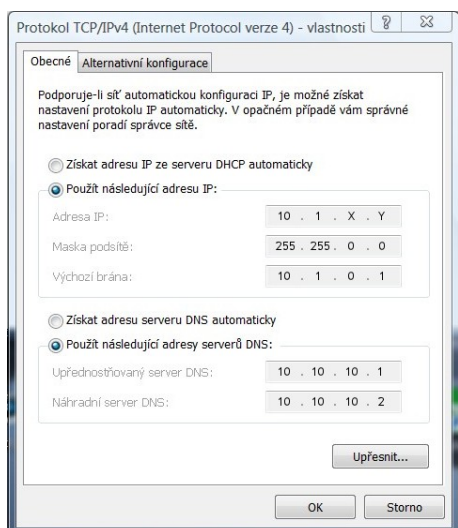 Protokol TCP/IPv4 (Internet Protocol verze 4) - vlastnosti
Obecné Alternativní konfigurace
Podporuje-li síť automatickou konfiguraci IP, je možné získat
nastavení protokolu IP automaticky. V opačném případě vám správné
nastavení poradí správce sítě.
Získat adresu IP ze serveru DHCP automaticky
Použít následující adresu IP:
Adresa IP: 10 . 1 . X . Y
Maska podsítě: 255 . 255 . 0 . 0
Výchozí brána: 10 . 1 . 0 . 1
Získat adresu serveru DNS automaticky
Použít následující adresy serverů DNS:
Upřednostňovaný server DNS: 10 . 10 . 10 . 1
Náhradní server DNS: 10 . 10 . 10 . 2
Upřesnit...
OK Storno